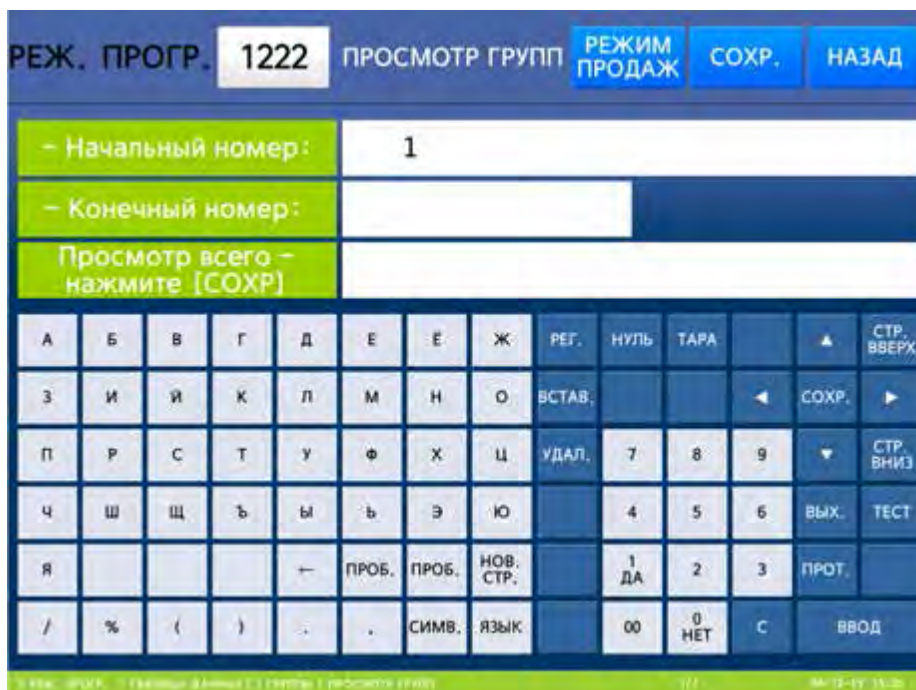 РЕЖ. ПРОГР. 1222 ПРОСМОТР ГРУПП РЕЖИМ ПРОДАЖ СОХР. НАЗАД
- Начальный номер: 1
- Конечный номер:
Просмотр всего -
нажмите [СОХР]
А Б В Г Д Е Ё Ж РЕГ. НУЛЬ ТАРА ▲ СТР. ВВЕРХ
З И Й К Л М Н О ВСТАВ. ◄ СОХР. ►
П Р С Т У Ф Х Ц УДАЛ. 7 8 9 ▼ СТР. ВНИЗ
Ч Ш Щ Ъ Ы Ь Э Ю 4 5 6 ВЫХ. ТЕСТ
Я ← ПРОБ. ПРОБ. НОВ. СТР. 1 ДА 2 3 ПРОТ.
/ % ( ) . , СИМВ. ЯЗЫК 00 0 НЕТ С ВВОД